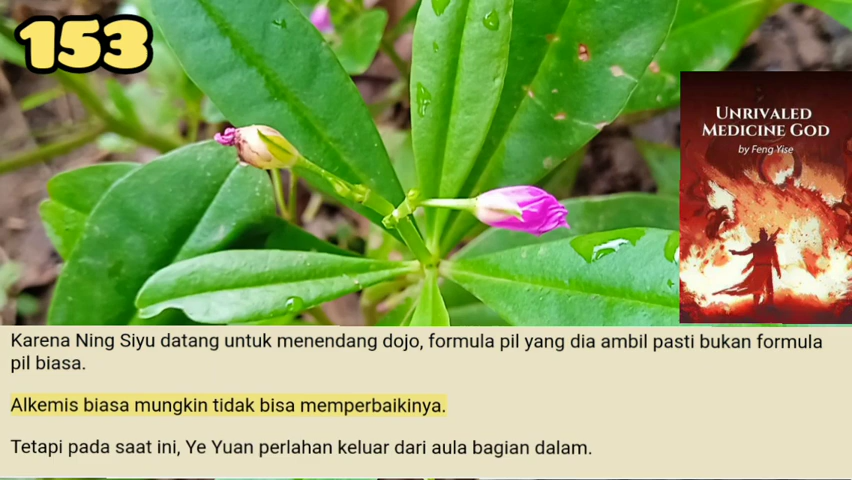 153
UNRIVALED
MEDICINE GOD
by Feng Yise
Karena Ning Siyu datang untuk menendang dojo, formula pil yang dia ambil pasti bukan formula
pil biasa.
Alkemis biasa mungkin tidak bisa memperbaikinya.
Tetapi pada saat ini, Ye Yuan perlahan keluar dari aula bagian dalam.